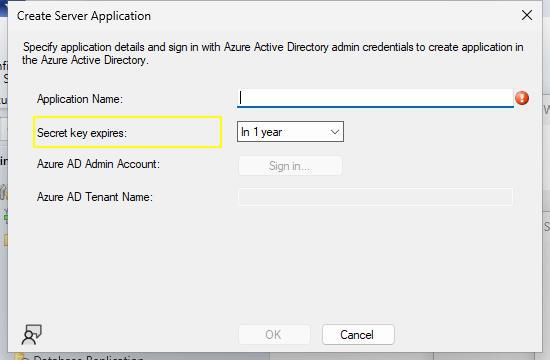 Create Server Application
Specify application details and sign in with Azure Active Directory admin credentials to create application in
the Azure Active Directory.
Application Name:
Secret key expires:
In 1 year
Azure AD Admin Account:
Sign in...
Azure AD Tenant Name:
OK
Cancel
Database Replication